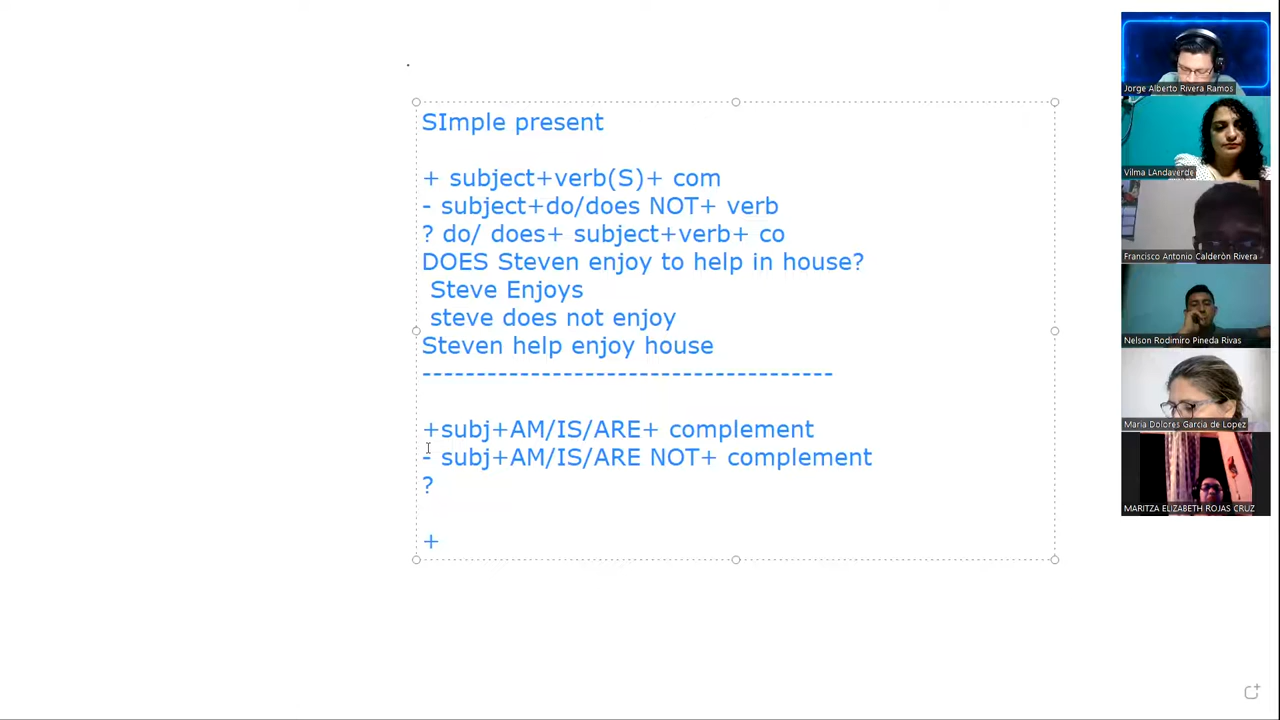 SImple present
+ subject+verb(S)+ com
- subject+do/does NOT+ verb
? do/ does+ subject+verb+ co
DOES Steven enjoy to help in house?
Steve Enjoys
steve does not enjoy
Steven help enjoy house
--------------------------------------
+subj+AM/IS/ARE+ complement
- subj+AM/IS/ARE NOT+ complement
?
+
Jorge Alberto Rivera Ramos
Vilma LAndaverde
Francisco Antonio Calderòn Rivera
Nelson Rodimiro Pineda Rivas
Maria Dolores Garcia de Lopez
MARITZA ELIZABETH ROJAS CRUZ